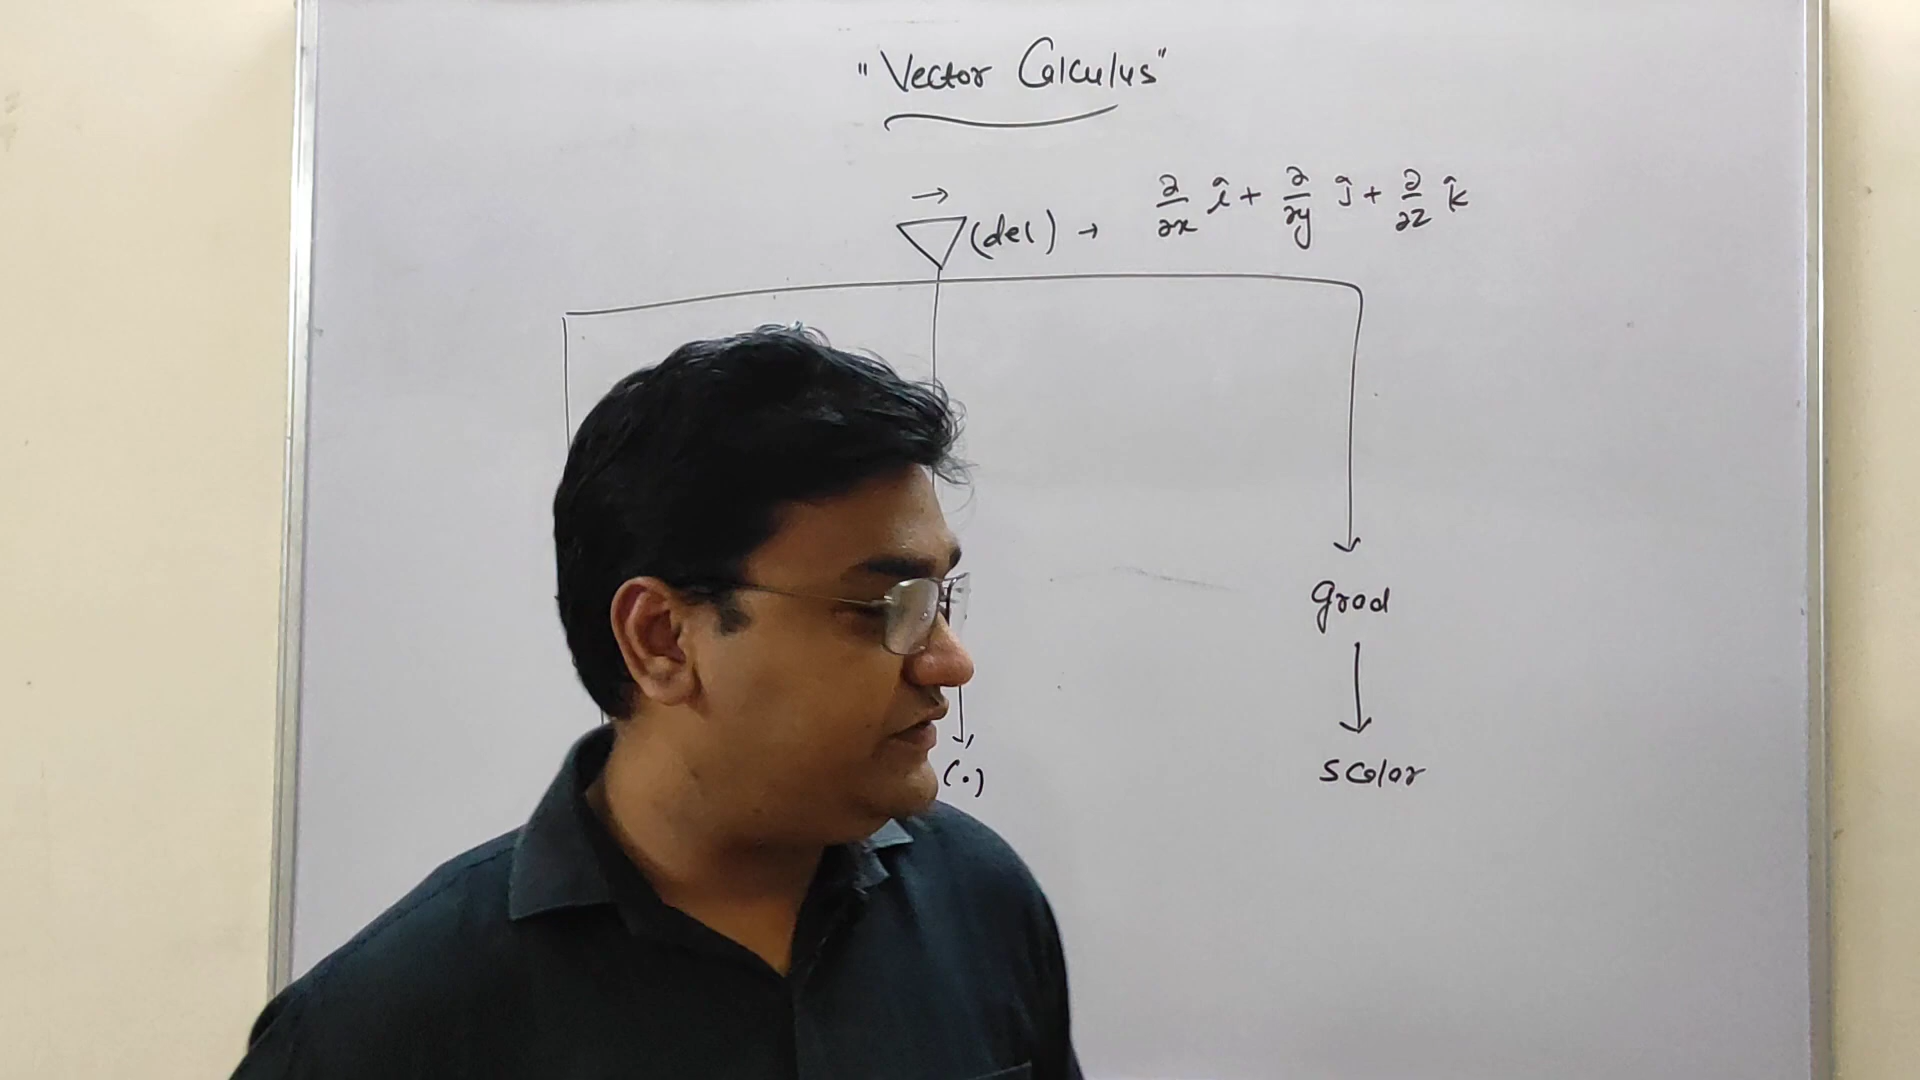 "Vector Calculus"
∇⃗ (del) → ∂/∂x î + ∂/∂y ĵ + ∂/∂z k̂
grad
(.)
scalar